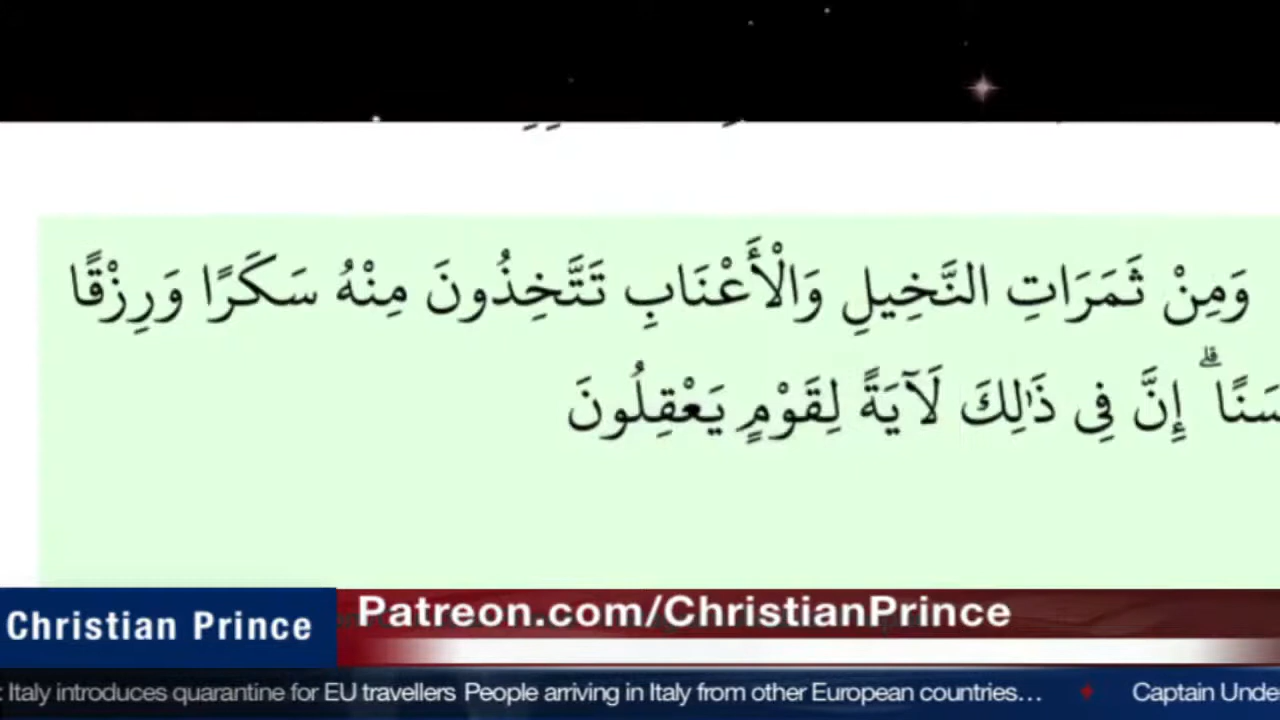 وَمِنْ ثَمَرَاتِ النَّخِيلِ وَالْأَعْنَابِ تَتَّخِذُونَ مِنْهُ سَكَرًا وَرِزْقًا
سَنًا ۗ إِنَّ فِي ذَٰلِكَ لَآيَةً لِقَوْمٍ يَعْقِلُونَ
Christian Prince
Patreon.com/ChristianPrince
: Italy introduces quarantine for EU travellers People arriving in Italy from other European countries… Captain Unde